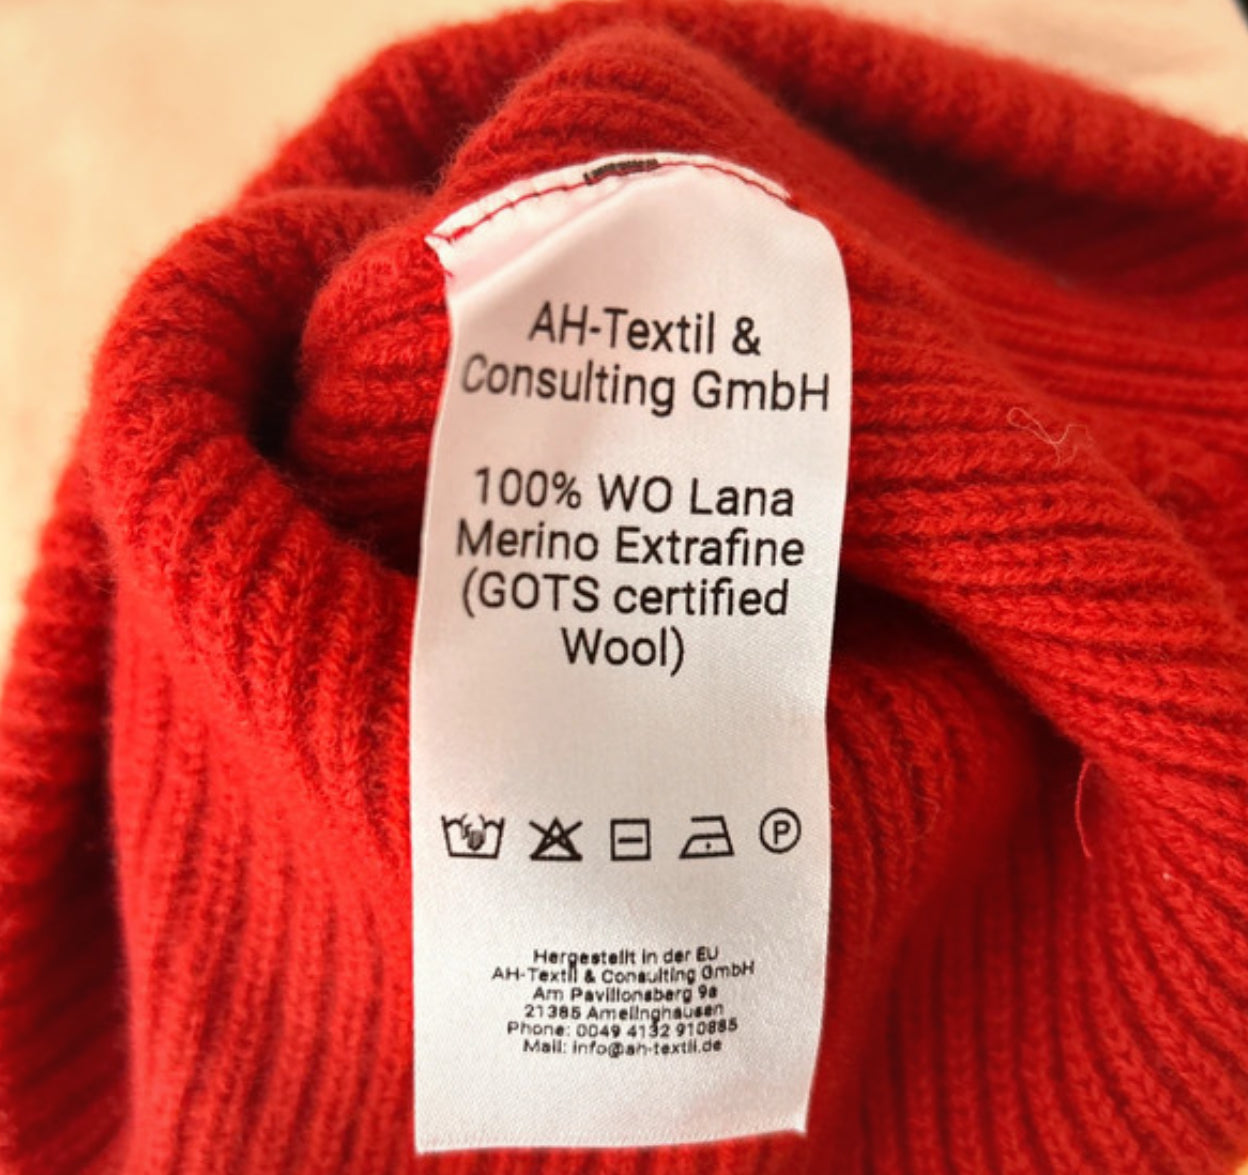 AH-Textil &
Consulting GmbH
100% WO Lana
Merino Extrafine
(GOTS certified
Wool)
P
Hergestellt in der EU
AH-Textil & Consulting GmbH
Am Pavillonsberg 9a
21385 Amelinghausen
Phone: 0049 4132 910885
Mail: info@ah-textil.de